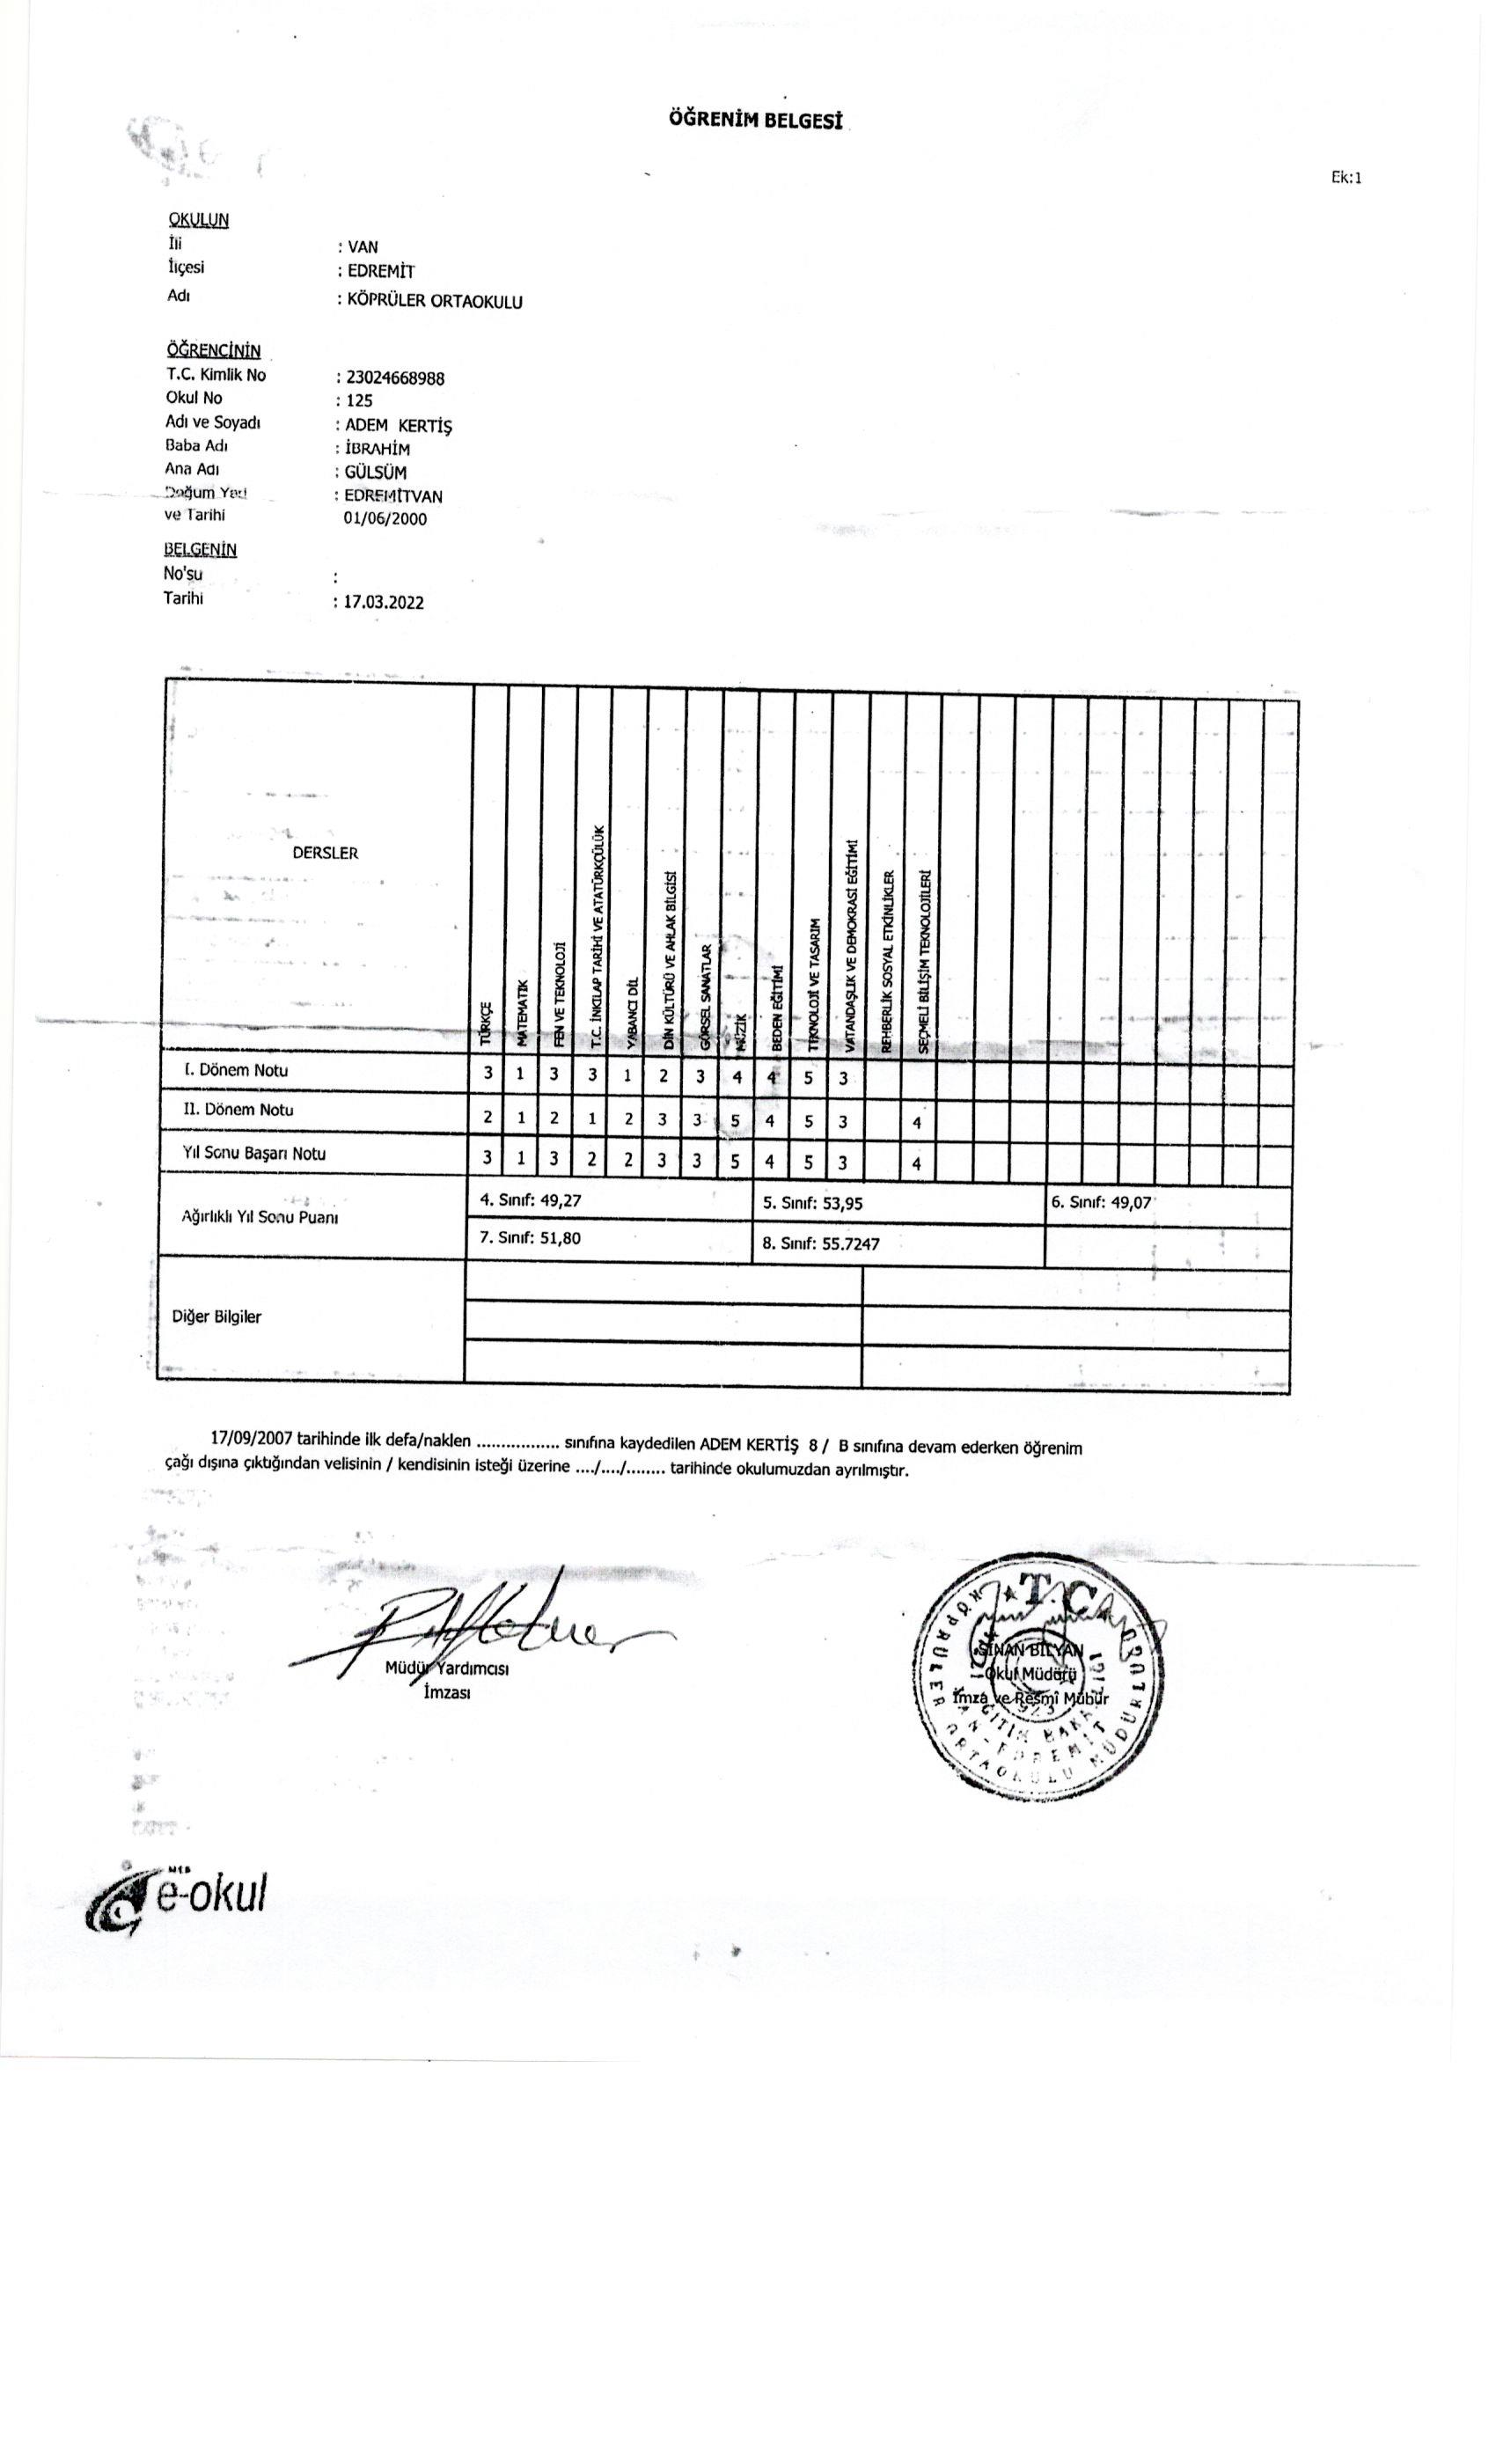 ÖĞRENİM BELGESİ
Ek:1
OKULUN
İli : VAN
İlçesi : EDREMİT
Adı : KÖPRÜLER ORTAOKULU
ÖĞRENCİNİN
T.C. Kimlik No : 23024668988
Okul No : 125
Adı ve Soyadı : ADEM KERTİŞ
Baba Adı : İBRAHİM
Ana Adı : GÜLSÜM
Doğum Yeri : EDREMİTVAN
ve Tarihi 01/06/2000
BELGENİN
No'su :
Tarihi : 17.03.2022
DERSLER
TÜRKÇE
MATEMATIK
FEN VE TEKNOLOJİ
T.C. İNKILAP TARİHİ VE ATATÜRKÇÜLÜK
YABANCI DİL
DİN KÜLTÜRÜ VE AHLAK BİLGİSİ
GÖRSEL SANATLAR
MÜZİK
BEDEN EĞİTİMİ
TEKNOLOJİ VE TASARIM
VATANDAŞLIK VE DEMOKRASİ EĞİTİMİ
REHBERLİK SOSYAL ETKİNLİKLER
SEÇMELİ BİLİŞİM TEKNOLOJİLERİ
I. Dönem Notu 3 1 3 3 1 2 3 4 4 5 3
II. Dönem Notu 2 1 2 1 2 3 3 5 4 5 3 4
Yıl Sonu Başarı Notu 3 1 3 2 2 3 3 5 4 5 3 4
Ağırlıklı Yıl Sonu Puanı
4. Sınıf: 49,27 5. Sınıf: 53,95 6. Sınıf: 49,07
7. Sınıf: 51,80 8. Sınıf: 55.7247
Diğer Bilgiler
17/09/2007 tarihinde ilk defa/naklen ................. sınıfına kaydedilen ADEM KERTİŞ 8 / B sınıfına devam ederken öğrenim
çağı dışına çıktığından velisinin / kendisinin isteği üzerine ..../..../........ tarihinde okulumuzdan ayrılmıştır.
Müdür Yardımcısı
İmzası
T.C.
SİNAN BİLYAN
Okul Müdürü
İmza ve Resmî Mühür
KÖPRÜLER ORTAOKULU MÜDÜRLÜĞÜ
VAN - EDREMİT
MEB
e-okul